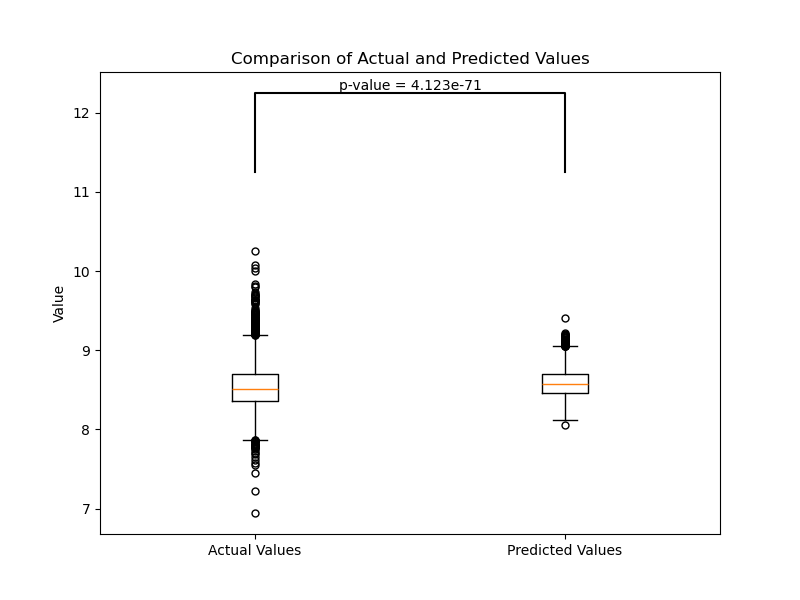 Comparison of Actual and Predicted Values
p-value = 4.123e-71
12
11
10
9
8
7
Value
Actual Values
Predicted Values